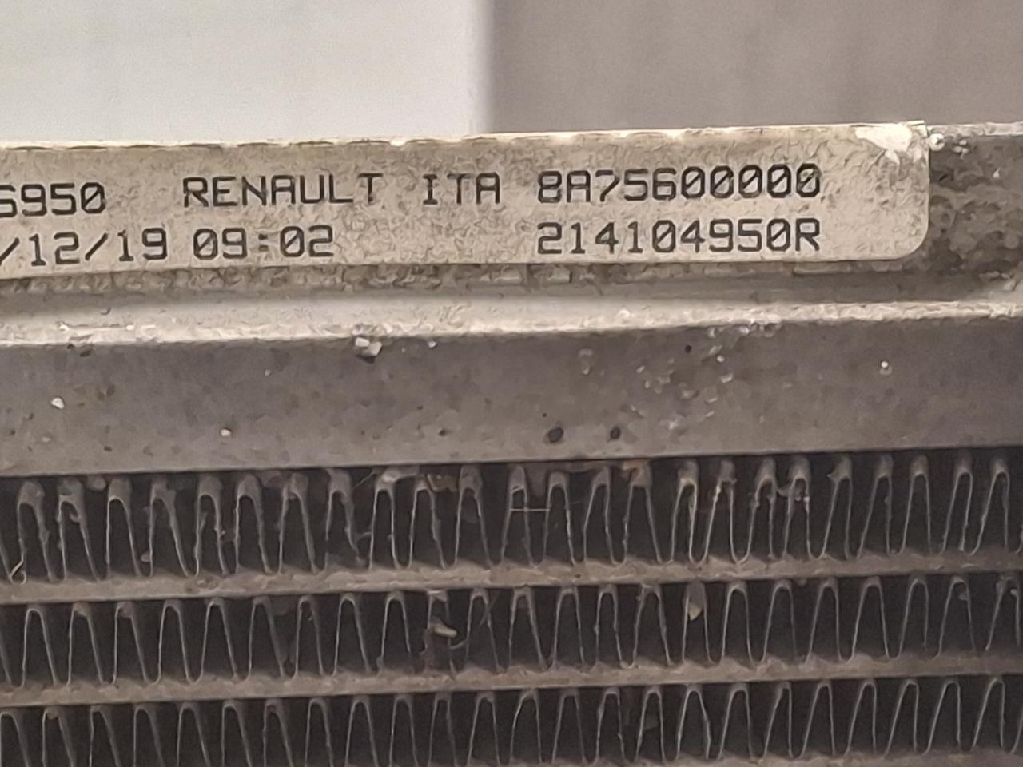 6950 RENAULT ITA 8A75600000
/12/19 09:02 214104950R